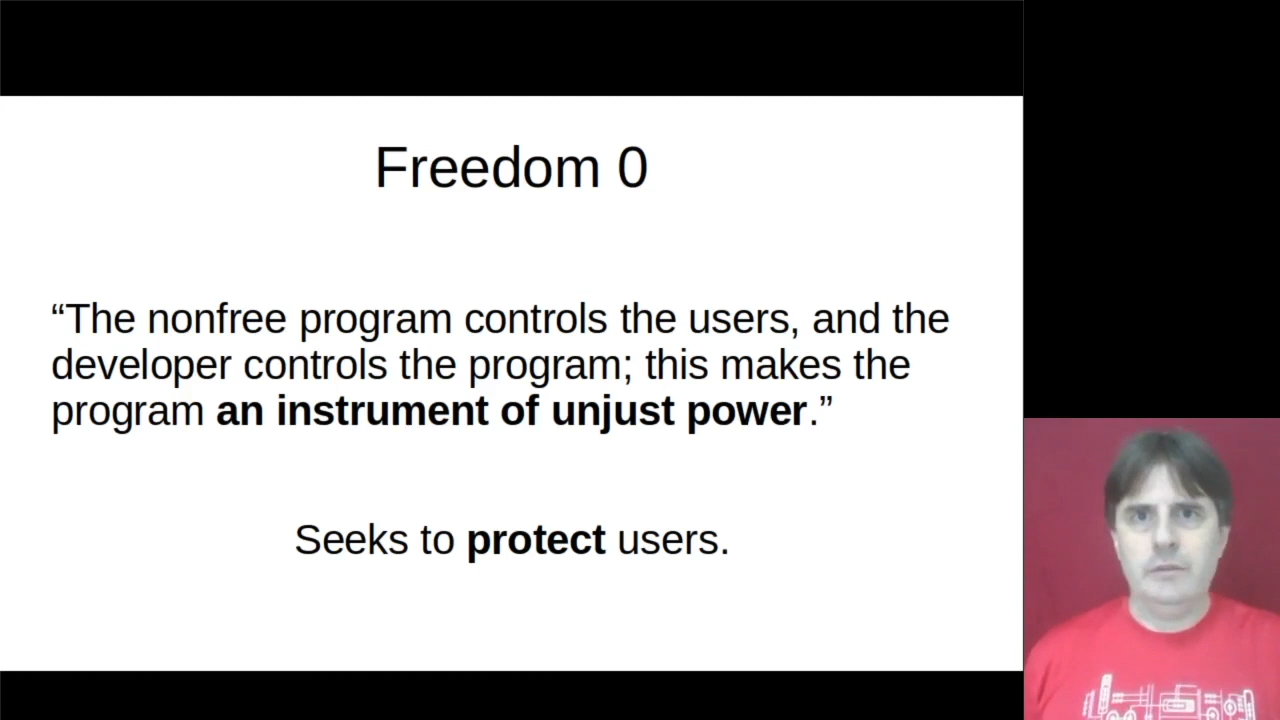 Freedom 0
“The nonfree program controls the users, and the
developer controls the program; this makes the
program an instrument of unjust power.”
Seeks to protect users.